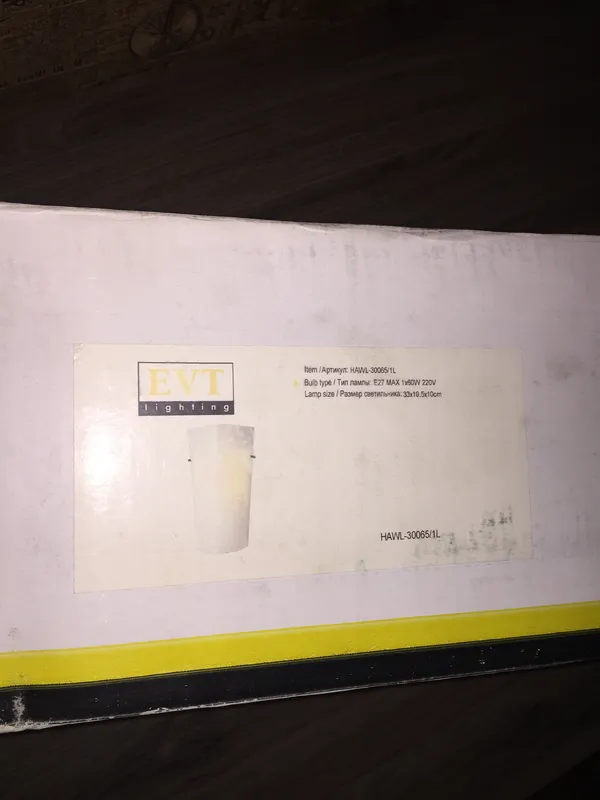 EVT
lighting
Item / Артикул: HAWL-30065/1L
Bulb type / Тип лампы: E27 MAX 1x60W 220V
Lamp size / Размер светильника: 33x19.5x10cm
HAWL-30065/1L